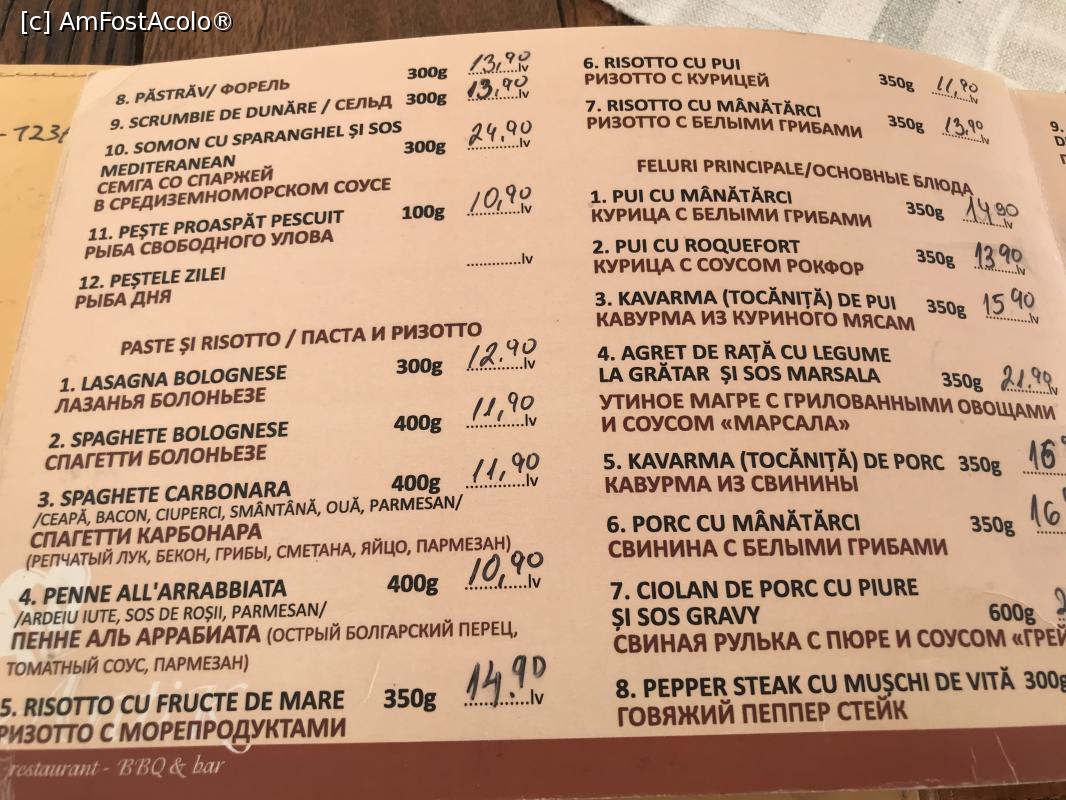 [c] AmFostAcolo®
8. PĂSTRĂV/ ФОРЕЛЬ 300g 13,90 lv
9. SCRUMBIE DE DUNĂRE / СЕЛЬД 300g 13,90 lv
10. SOMON CU SPARANGHEL ȘI SOS
MEDITERANEAN 300g 24.90 lv
СЕМГА СО СПАРЖЕЙ
В СРЕДИЗЕМНОМОРСКОМ СОУСЕ
11. PEȘTE PROASPĂT PESCUIT 100g 10,90 lv
РЫБА СВОБОДНОГО УЛОВА
12. PEȘTELE ZILEI ............lv
РЫБА ДНЯ
PASTE ȘI RISOTTO / ПАСТА И РИЗОТТО
1. LASAGNA BOLOGNESE 300g 12.90 lv
ЛАЗАНЬЯ БОЛОНЬЕЗЕ
2. SPAGHETE BOLOGNESE 400g 11,90 lv
СПАГЕТТИ БОЛОНЬЕЗЕ
3. SPAGHETE CARBONARA 400g 11,90 lv
/CEAPĂ, BACON, CIUPERCI, SMÂNTÂNĂ, OUĂ, PARMESAN/
СПАГЕТТИ КАРБОНАРА
(РЕПЧАТЫЙ ЛУК, БЕКОН, ГРИБЫ, СМЕТАНА, ЯЙЦО, ПАРМЕЗАН)
4. PENNE ALL'ARRABBIATA 400g 10,90 lv
/ARDEIU IUTE, SOS DE ROȘII, PARMESAN/
ПЕННЕ АЛЬ АРРАБИАТА (ОСТРЫЙ БОЛГАРСКИЙ ПЕРЕЦ,
ТОМАТНЫЙ СОУС, ПАРМЕЗАН)
5. RISOTTO CU FRUCTE DE MARE 350g 14.90 lv
РИЗОТТО С МОРЕПРОДУКТАМИ
restaurant - BBQ & bar
6. RISOTTO CU PUI 350g 11,90 lv
РИЗОТТО С КУРИЦЕЙ
7. RISOTTO CU MÂNĂTĂRCI 350g 13,90 lv
РИЗОТТО С БЕЛЫМИ ГРИБАМИ
FELURI PRINCIPALE/ОСНОВНЫЕ БЛЮДА
1. PUI CU MÂNĂTĂRCI 350g 14 90 lv
КУРИЦА С БЕЛЫМИ ГРИБАМИ
2. PUI CU ROQUEFORT 350g 13 90 lv
КУРИЦА С СОУСОМ РОКФОР
3. KAVARMA (TOCĂNIȚĂ) DE PUI 350g 15 90 lv
КАВУРМА ИЗ КУРИНОГО МЯСАМ
4. AGRET DE RAȚĂ CU LEGUME
LA GRĂTAR ȘI SOS MARSALA 350g 21.90 lv
УТИНОЕ МАГРЕ С ГРИЛОВАННЫМИ ОВОЩАМИ
И СОУСОМ «МАРСАЛА»
5. KAVARMA (TOCĂNIȚĂ) DE PORC 350g 16
КАВУРМА ИЗ СВИНИНЫ
6. PORC CU MÂNĂTĂRCI 350g 16
СВИНИНА С БЕЛЫМИ ГРИБАМИ
7. CIOLAN DE PORC CU PIURE
ȘI SOS GRAVY 600g
СВИНАЯ РУЛЬКА С ПЮРЕ И СОУСОМ «ГРЕЙ
8. PEPPER STEAK CU MUȘCHI DE VITĂ 300g
ГОВЯЖИЙ ПЕППЕР СТЕЙК
9.